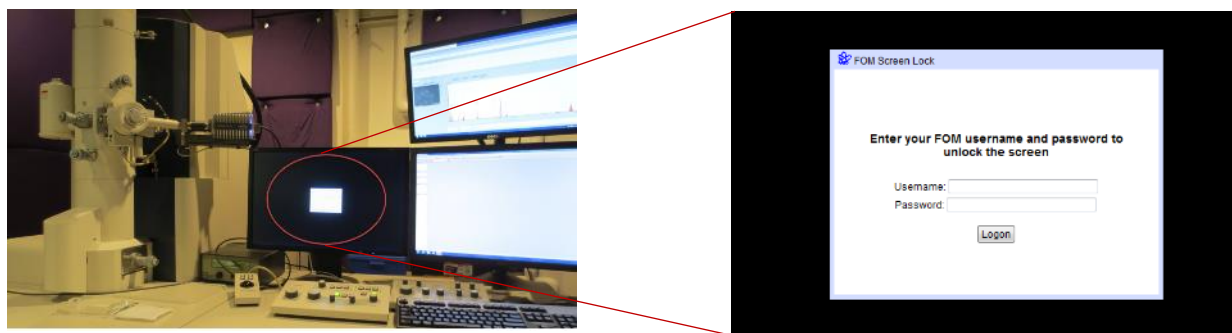 FOM Screen Lock
Enter your FOM username and password to
unlock the screen
Username:
Password:
Logon